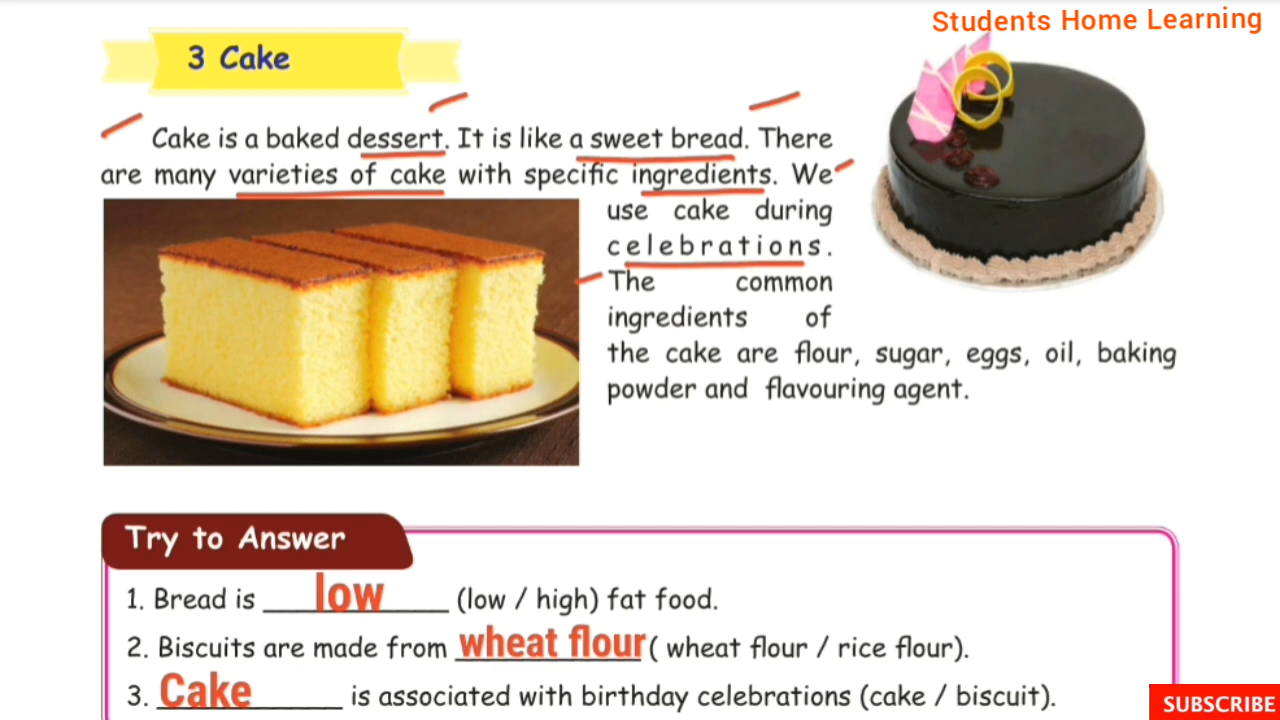 Students Home Learning
3 Cake
Cake is a baked dessert. It is like a sweet bread. There
are many varieties of cake with specific ingredients. We
use cake during
celebrations.
The common
ingredients of
the cake are flour, sugar, eggs, oil, baking
powder and flavouring agent.
Try to Answer
1. Bread is low (low / high) fat food.
2. Biscuits are made from wheat flour ( wheat flour / rice flour).
3. Cake is associated with birthday celebrations (cake / biscuit).
SUBSCRIBE